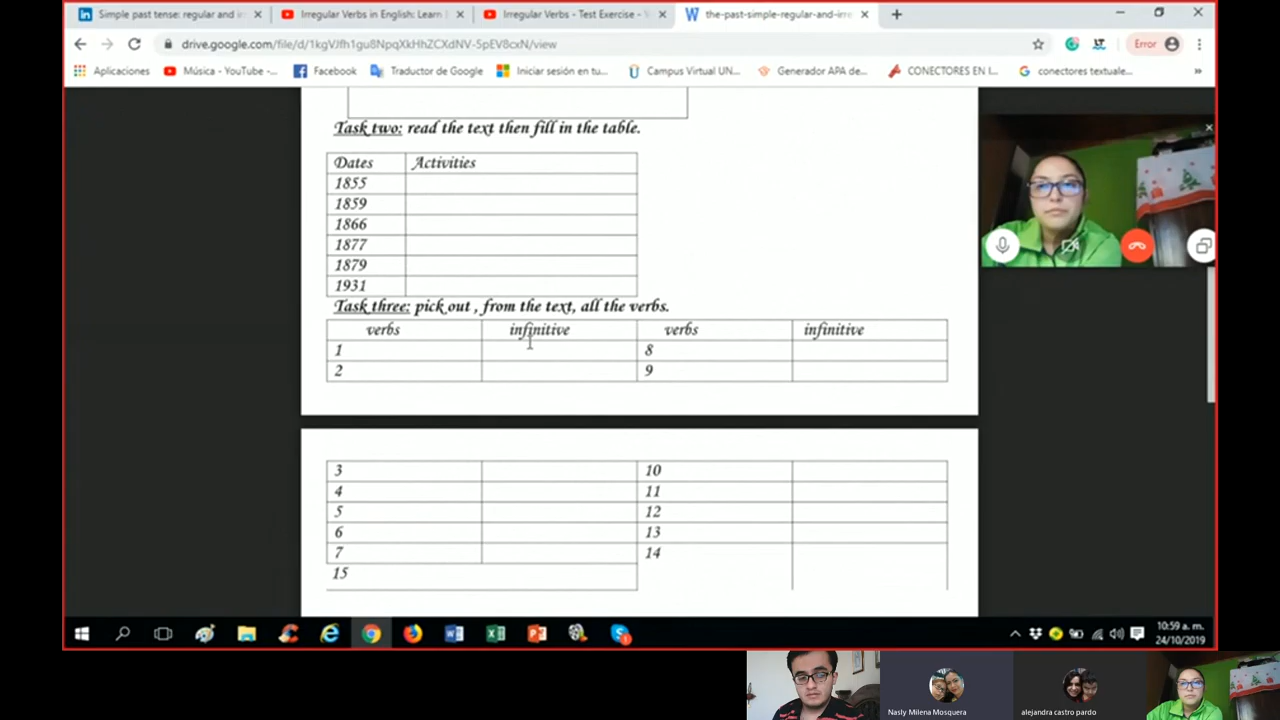 Simple past tense: regular and i
Irregular Verbs in English: Learn
Irregular Verbs - Test Exercise -
the-past-simple-regular-and-irre
drive.google.com/file/d/1kgVJfh1gu8NpqXkHhZCXdNV-5pEV8cxN/view
Error
Aplicaciones
Música - YouTube -...
Facebook
Traductor de Google
Iniciar sesión en tu...
Campus Virtual UN...
Generador APA de...
CONECTORES EN I...
conectores textuale...
Task two: read the text then fill in the table.
Dates Activities
1855
1859
1866
1877
1879
1931
Task three: pick out , from the text, all the verbs.
verbs infinitive verbs infinitive
1 8
2 9
3 10
4 11
5 12
6 13
7 14
15
10:59 a. m.
24/10/2019
Nasly Milena Mosquera
alejandra castro pardo